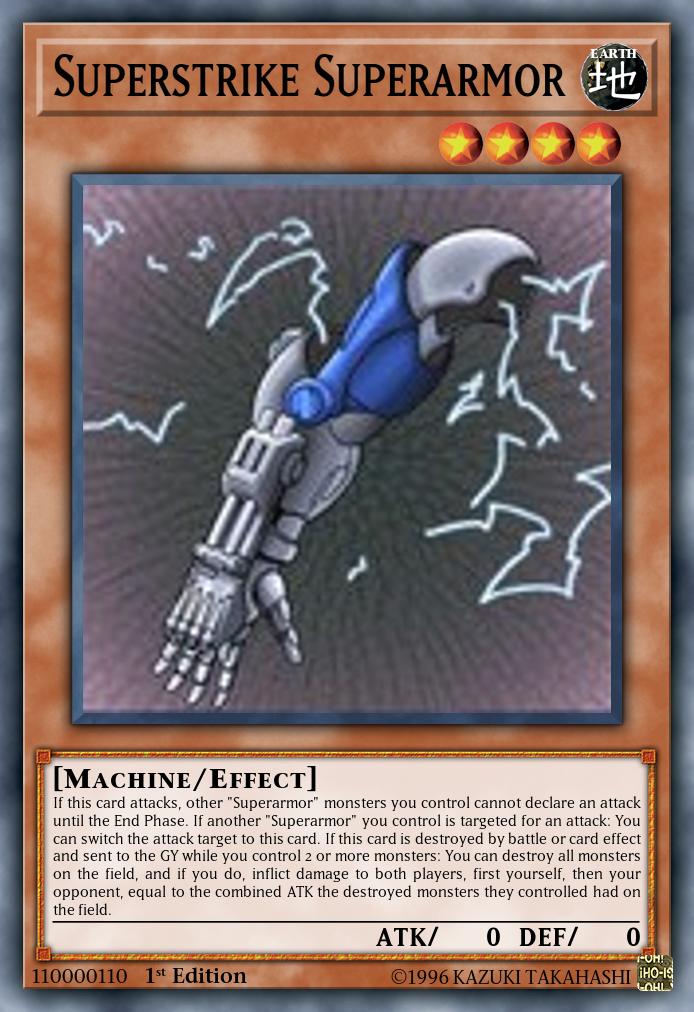 Superstrike Superarmor
EARTH
地
[Machine/Effect]
If this card attacks, other "Superarmor" monsters you control cannot declare an attack
until the End Phase. If another "Superarmor" you control is targeted for an attack: You
can switch the attack target to this card. If this card is destroyed by battle or card effect
and sent to the GY while you control 2 or more monsters: You can destroy all monsters
on the field, and if you do, inflict damage to both players, first yourself, then your
opponent, equal to the combined ATK the destroyed monsters they controlled had on
the field.
ATK/ 0 DEF/ 0
110000110 1st Edition ©1996 KAZUKI TAKAHASHI